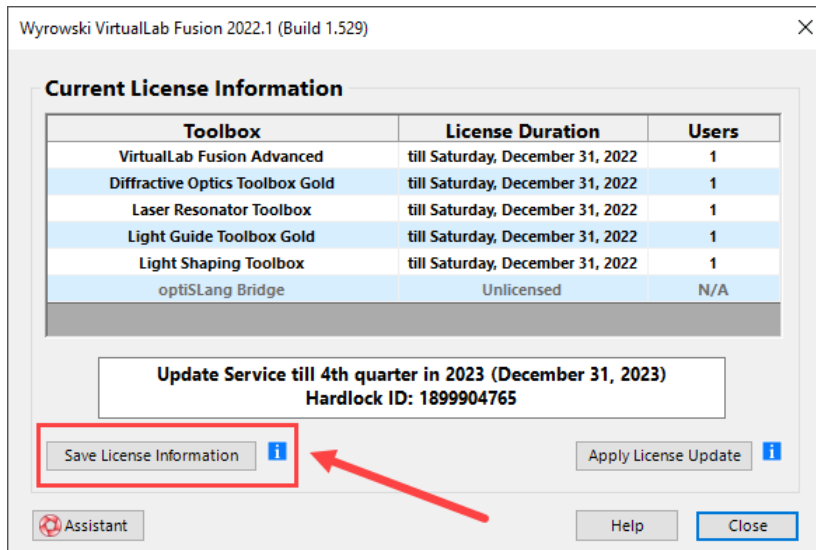 Wyrowski VirtualLab Fusion 2022.1 (Build 1.529)
Current License Information
Toolbox License Duration Users
VirtualLab Fusion Advanced till Saturday, December 31, 2022 1
Diffractive Optics Toolbox Gold till Saturday, December 31, 2022 1
Laser Resonator Toolbox till Saturday, December 31, 2022 1
Light Guide Toolbox Gold till Saturday, December 31, 2022 1
Light Shaping Toolbox till Saturday, December 31, 2022 1
optiSLang Bridge Unlicensed N/A
Update Service till 4th quarter in 2023 (December 31, 2023)
Hardlock ID: 1899904765
Save License Information i Apply License Update i
Assistant Help Close